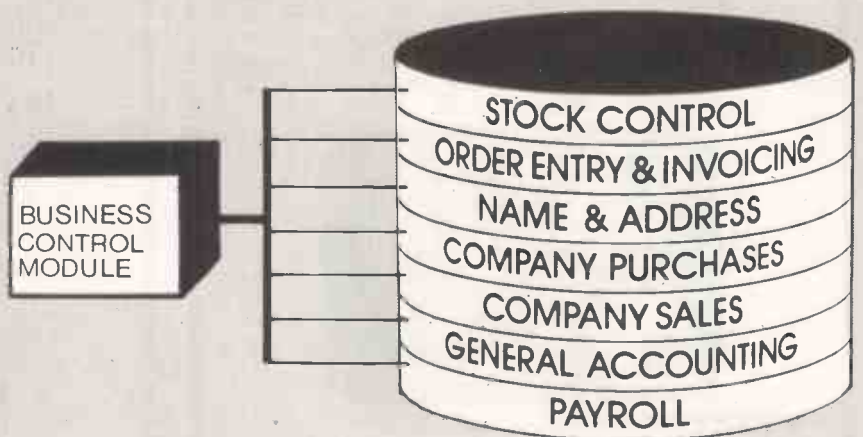 BUSINESS
CONTROL
MODULE
STOCK CONTROL
ORDER ENTRY & INVOICING
NAME & ADDRESS
COMPANY PURCHASES
COMPANY SALES
GENERAL ACCOUNTING
PAYROLL